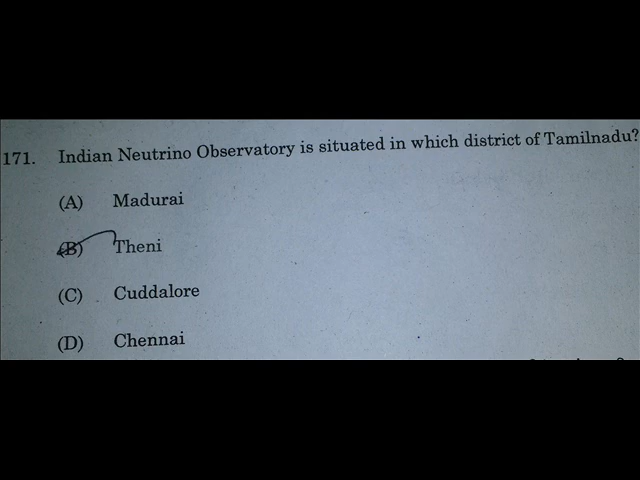 171. Indian Neutrino Observatory is situated in which district of Tamilnadu?
(A) Madurai
(B) Theni
(C) Cuddalore
(D) Chennai